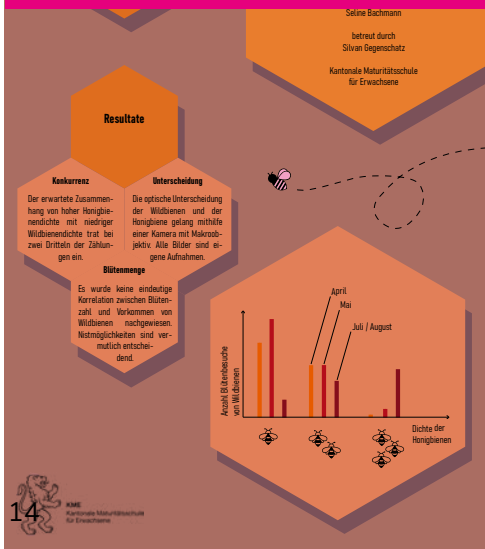 Seline Bachmann
betreut durch
Silvan Gegenschatz
Kantonale Maturitätsschule
für Erwachsene
Resultate
Konkurrenz
Der erwartete Zusammen-
hang von hoher Honigbie-
nendichte mit niedriger
Wildbienendichte trat bei
zwei Dritteln der Zählun-
gen ein.
Unterscheidung
Die optische Unterscheidung
der Wildbienen und der
Honigbiene gelang mithilfe
einer Kamera mit Makroob-
jektiv. Alle Bilder sind ei-
gene Aufnahmen.
Blütenmenge
Es wurde keine eindeutige
Korrelation zwischen Blüten-
zahl und Vorkommen von
Wildbienen nachgewiesen.
Nistmöglichkeiten sind ver-
mutlich entschei-
dend.
April
Mai
Juli / August
Anzahl Blütenbesuche
von Wildbienen
Dichte der
Honigbienen
14
KME
Kantonale Maturitätsschule
für Erwachsene